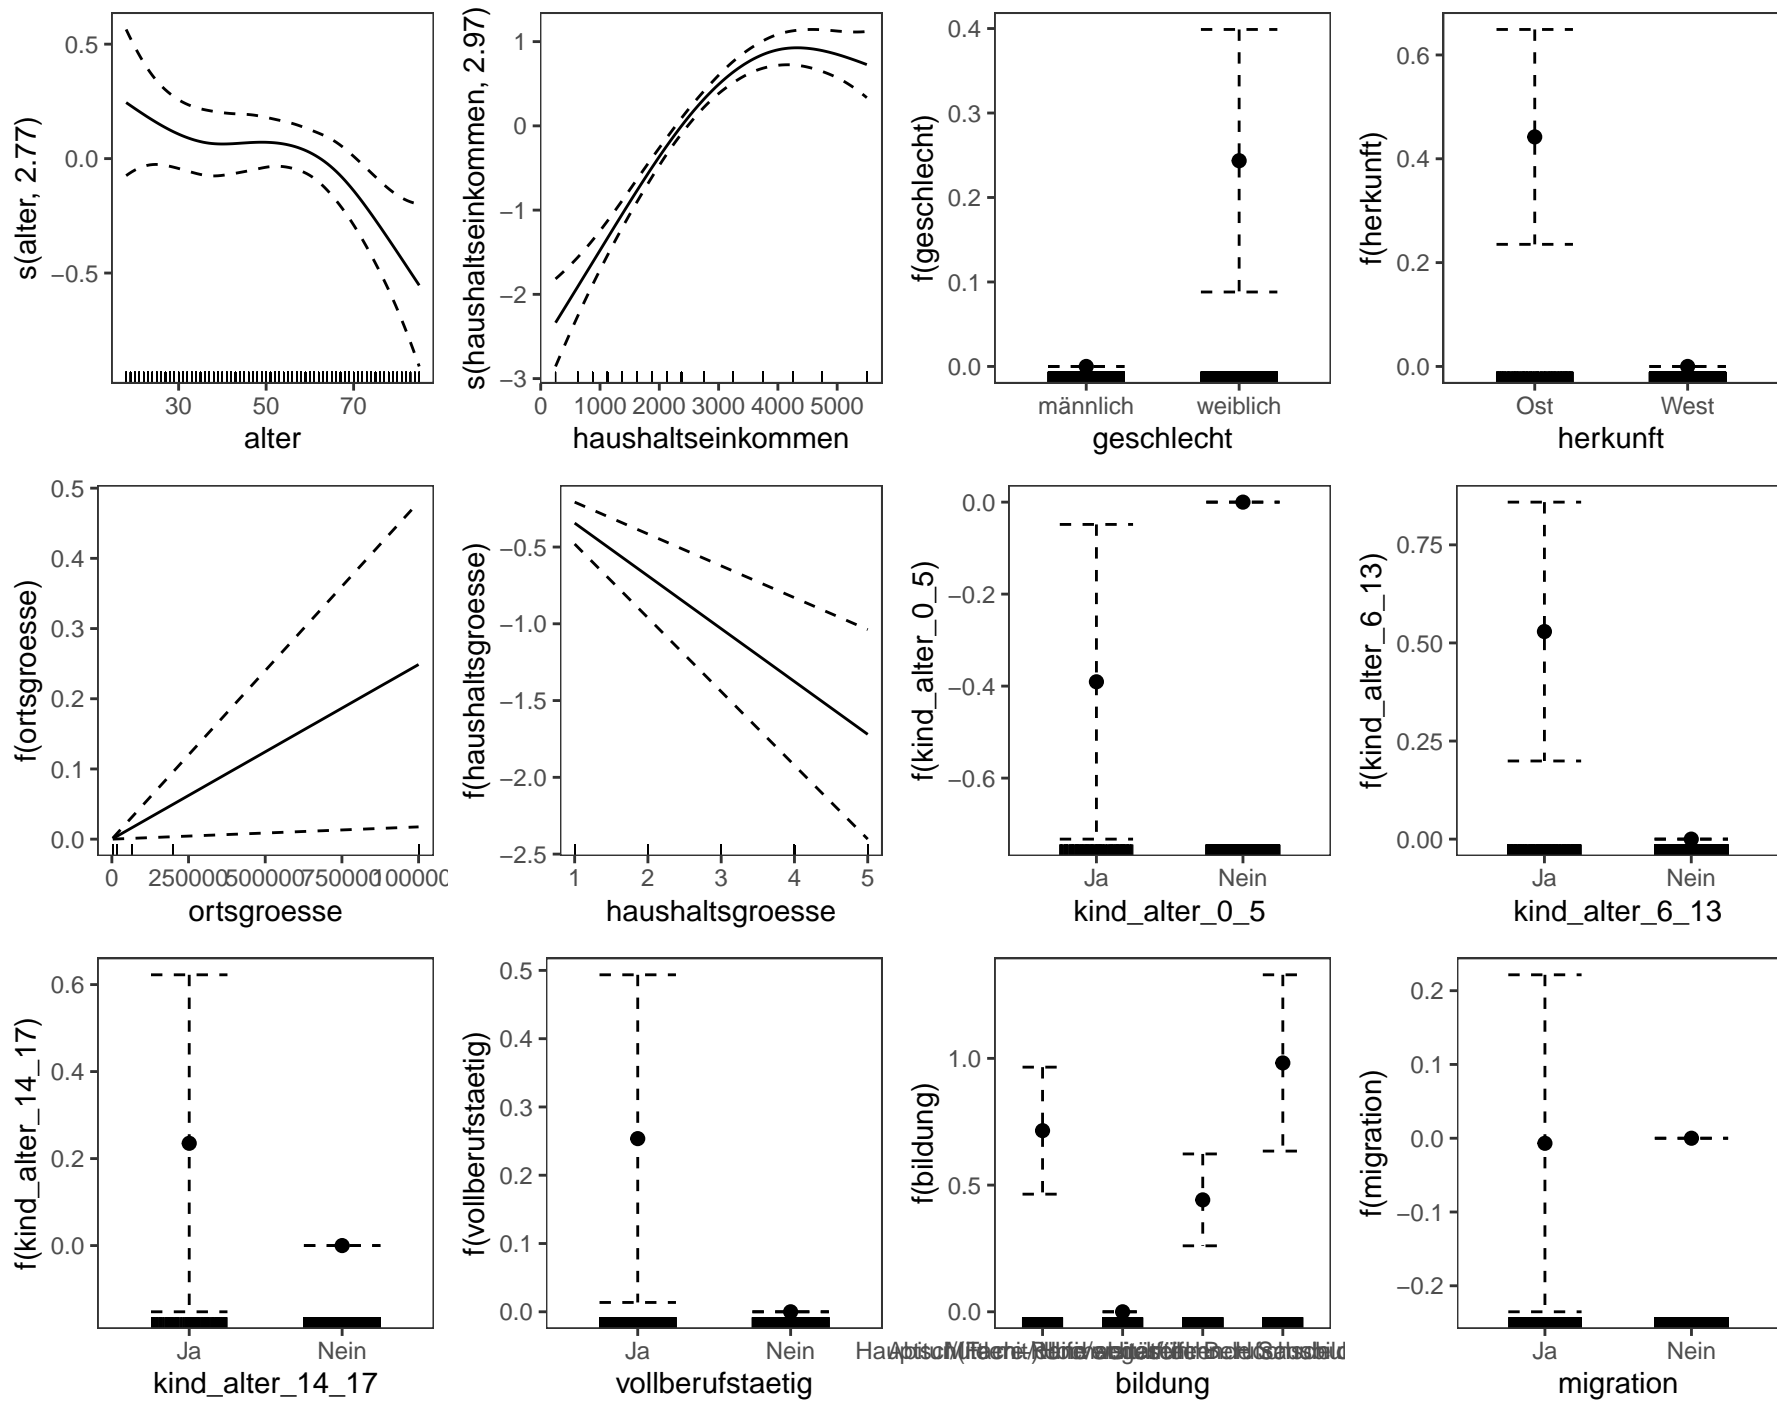 s(alter, 2.77)
0.5
0.0
−0.5
30 50 70
alter
s(haushaltseinkommen, 2.97)
1
0
−1
−2
−3
0 1000 2000 3000 4000 5000
haushaltseinkommen
f(geschlecht)
0.4
0.3
0.2
0.1
0.0
männlich weiblich
geschlecht
f(herkunft)
0.6
0.4
0.2
0.0
Ost West
herkunft
f(ortsgroesse)
0.5
0.4
0.3
0.2
0.1
0.0
0 250000 500000 750000 100000
ortsgroesse
f(haushaltsgroesse)
−0.5
−1.0
−1.5
−2.0
−2.5
1 2 3 4 5
haushaltsgroesse
f(kind_alter_0_5)
0.0
−0.2
−0.4
−0.6
Ja Nein
kind_alter_0_5
f(kind_alter_6_13)
0.75
0.50
0.25
0.00
Ja Nein
kind_alter_6_13
f(kind_alter_14_17)
0.6
0.4
0.2
0.0
Ja Nein
kind_alter_14_17
f(vollberufstaetig)
0.5
0.4
0.3
0.2
0.1
0.0
Ja Nein
vollberufstaetig
f(bildung)
1.0
0.5
0.0
bildung
f(migration)
0.2
0.1
0.0
−0.1
−0.2
Ja Nein
migration